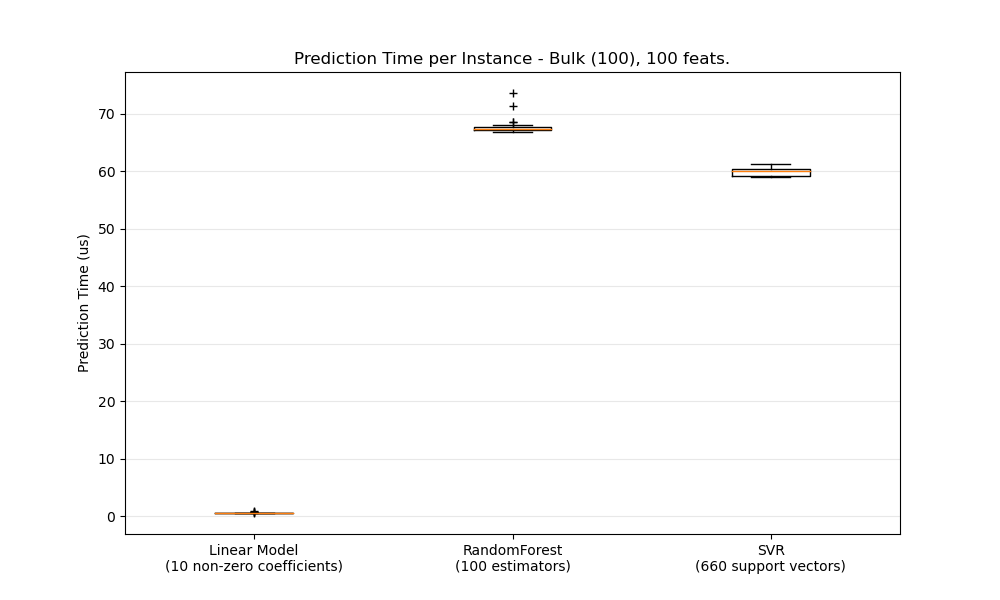 Prediction Time per Instance - Bulk (100), 100 feats.
Prediction Time (us)
70
60
50
40
30
20
10
0
Linear Model
(10 non-zero coefficients)
RandomForest
(100 estimators)
SVR
(660 support vectors)